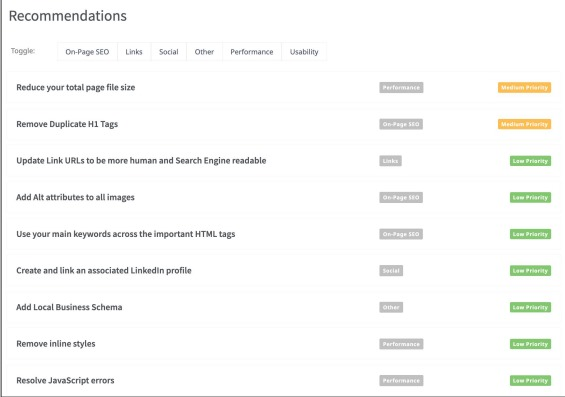 Recommendations
Toggle: On-Page SEO Links Social Other Performance Usability
Reduce your total page file size Performance Medium Priority
Remove Duplicate H1 Tags On-Page SEO Medium Priority
Update Link URLs to be more human and Search Engine readable Links Low Priority
Add Alt attributes to all images On-Page SEO Low Priority
Use your main keywords across the important HTML tags On-Page SEO Low Priority
Create and link an associated LinkedIn profile Social Low Priority
Add Local Business Schema Other Low Priority
Remove inline styles Performance Low Priority
Resolve JavaScript errors Performance Low Priority